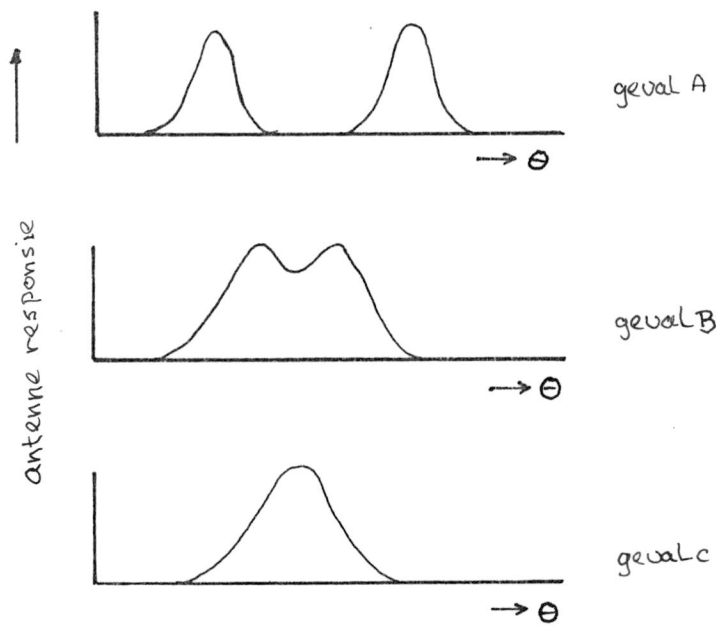 geval A
→ Θ
antenne responsie
geval B
→ Θ
geval c
→ Θ